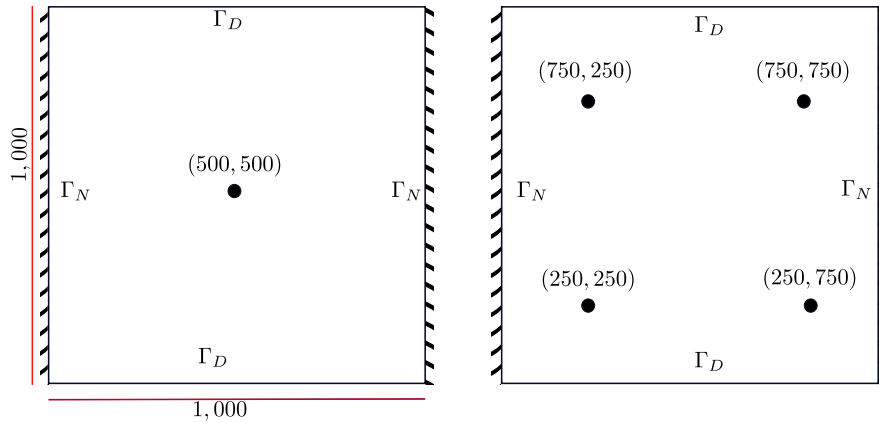 Γ_D
(500, 500)
1,000
Γ_N
Γ_N
Γ_D
1,000
Γ_D
(750, 250)
(750, 750)
Γ_N
Γ_N
(250, 250)
(250, 750)
Γ_D